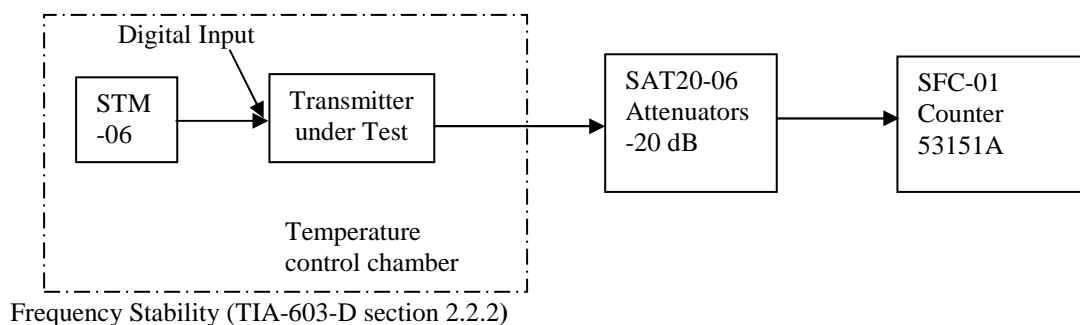 Digital Input
STM
-06
Transmitter
under Test
SAT20-06
Attenuators
-20 dB
SFC-01
Counter
53151A
Temperature
control chamber
Frequency Stability (TIA-603-D section 2.2.2)